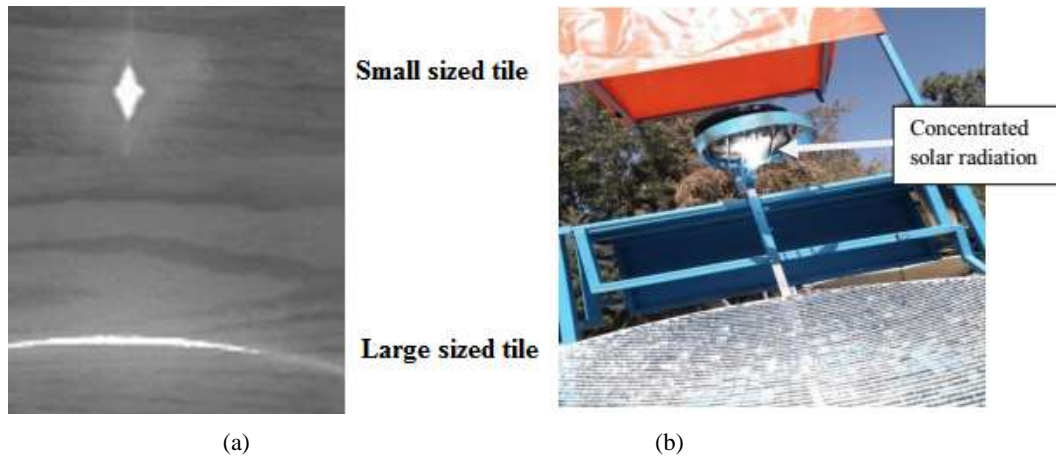 Small sized tile
Large sized tile
Concentrated
solar radiation
(a)
(b)